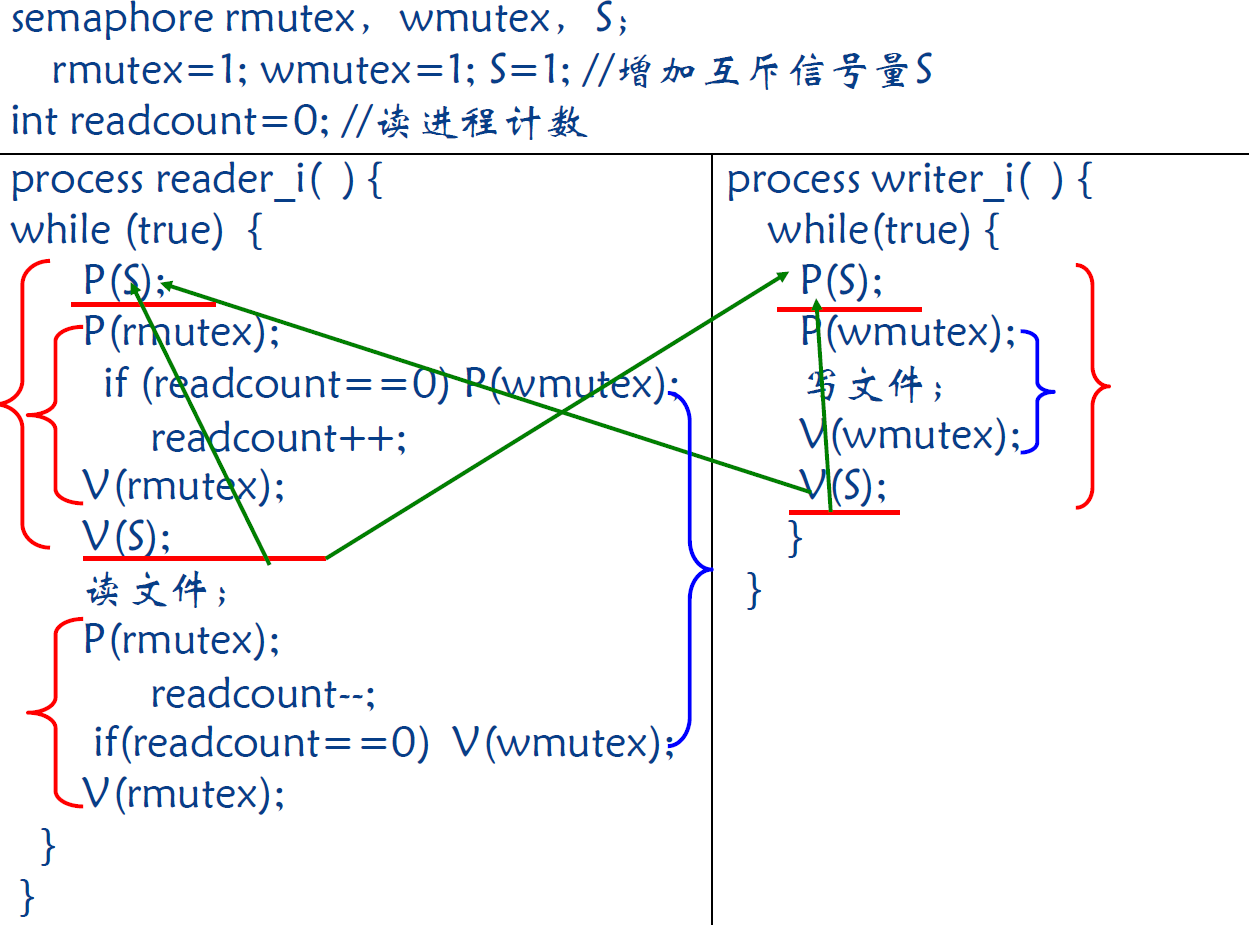 semaphore rmutex，wmutex，S;
rmutex=1; wmutex=1; S=1; //增加互斥信号量S
int readcount=0; //读进程计数
process reader_i( ) {
while (true) {
P(S);
P(rmutex);
if (readcount==0) P(wmutex);
readcount++;
V(rmutex);
V(S);
读文件;
P(rmutex);
readcount--;
if(readcount==0) V(wmutex);
V(rmutex);
}
}
process writer_i( ) {
while(true) {
P(S);
P(wmutex);
写文件;
V(wmutex);
V(S);
}
}